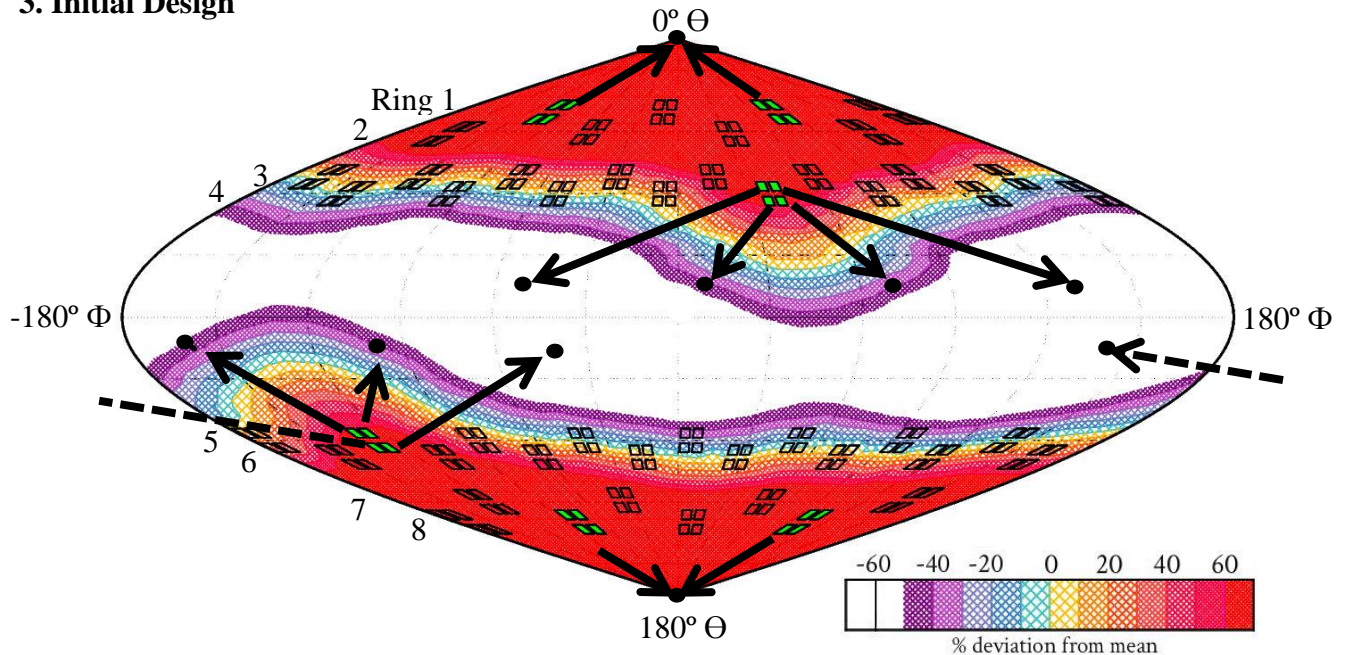 3. Initial Design
0º Ɵ
Ring 1
2
3
4
-180º Φ
180º Φ
5
6
7
8
-60 -40 -20 0 20 40 60
% deviation from mean
180º Ɵ